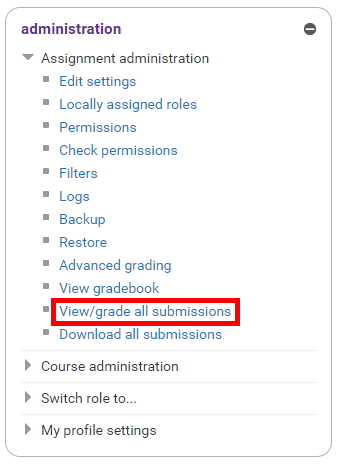 administration
Assignment administration
Edit settings
Locally assigned roles
Permissions
Check permissions
Filters
Logs
Backup
Restore
Advanced grading
View gradebook
View/grade all submissions
Download all submissions
Course administration
Switch role to...
My profile settings